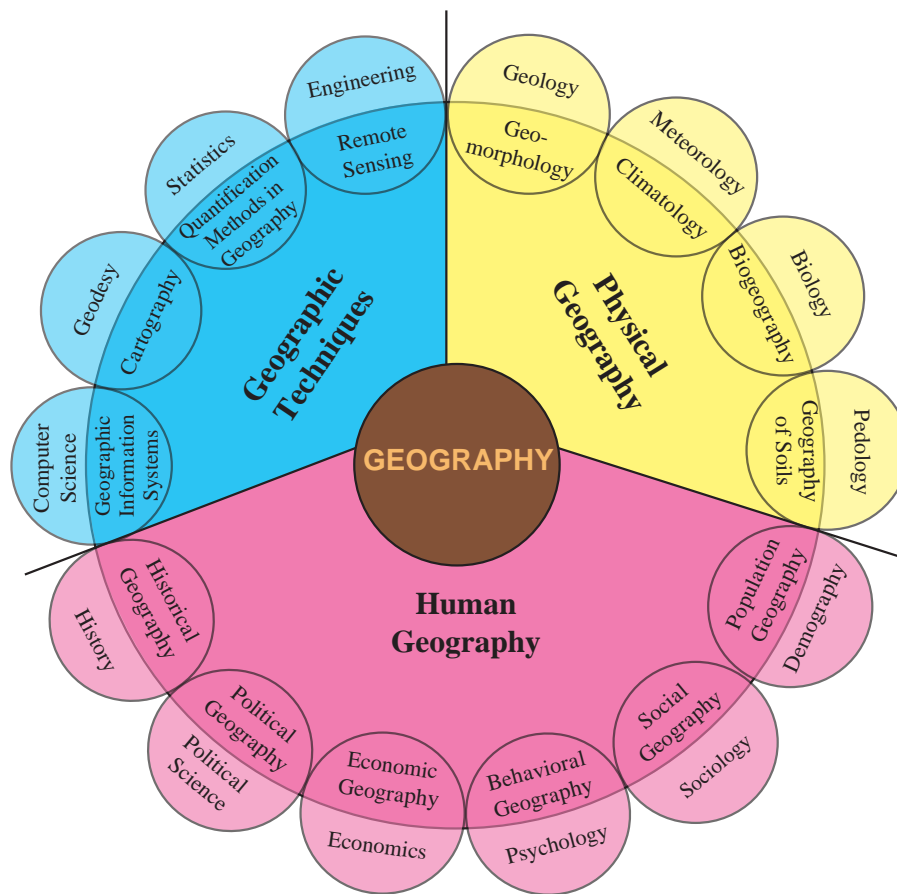 Engineering
Remote
Sensing
Geology
Geo-
morphology
Meteorology
Climatology
Biology
Biogeography
Pedology
Geography
of Soils
Demography
Population
Geography
Sociology
Social
Geography
Psychology
Behavioral
Geography
Economics
Economic
Geography
Political
Science
Political
Geography
History
Historical
Geography
Computer
Science
Geographic
Information
Systems
Geodesy
Cartography
Statistics
Quantification
Methods in
Geography
Geographic
Techniques
Physical
Geography
Human
Geography
GEOGRAPHY